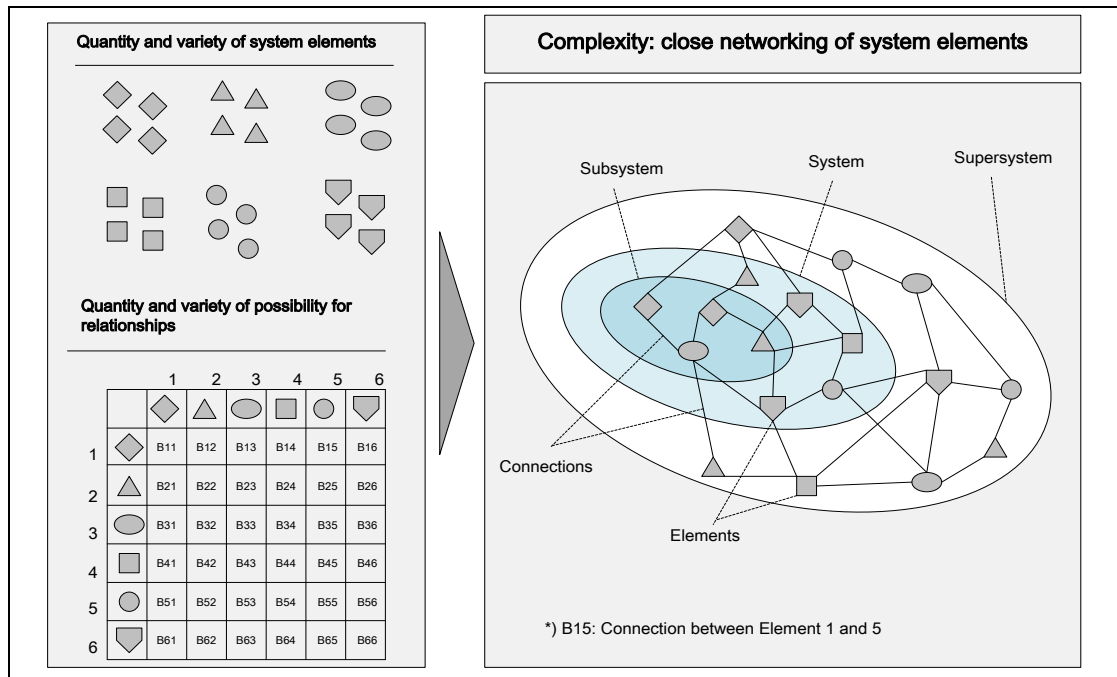 Quantity and variety of system elements
Quantity and variety of possibility for
relationships
1 2 3 4 5 6
1 B11 B12 B13 B14 B15 B16
2 B21 B22 B23 B24 B25 B26
3 B31 B32 B33 B34 B35 B36
4 B41 B42 B43 B44 B45 B46
5 B51 B52 B53 B54 B55 B56
6 B61 B62 B63 B64 B65 B66
Complexity: close networking of system elements
Subsystem
System
Supersystem
Connections
Elements
*) B15: Connection between Element 1 and 5